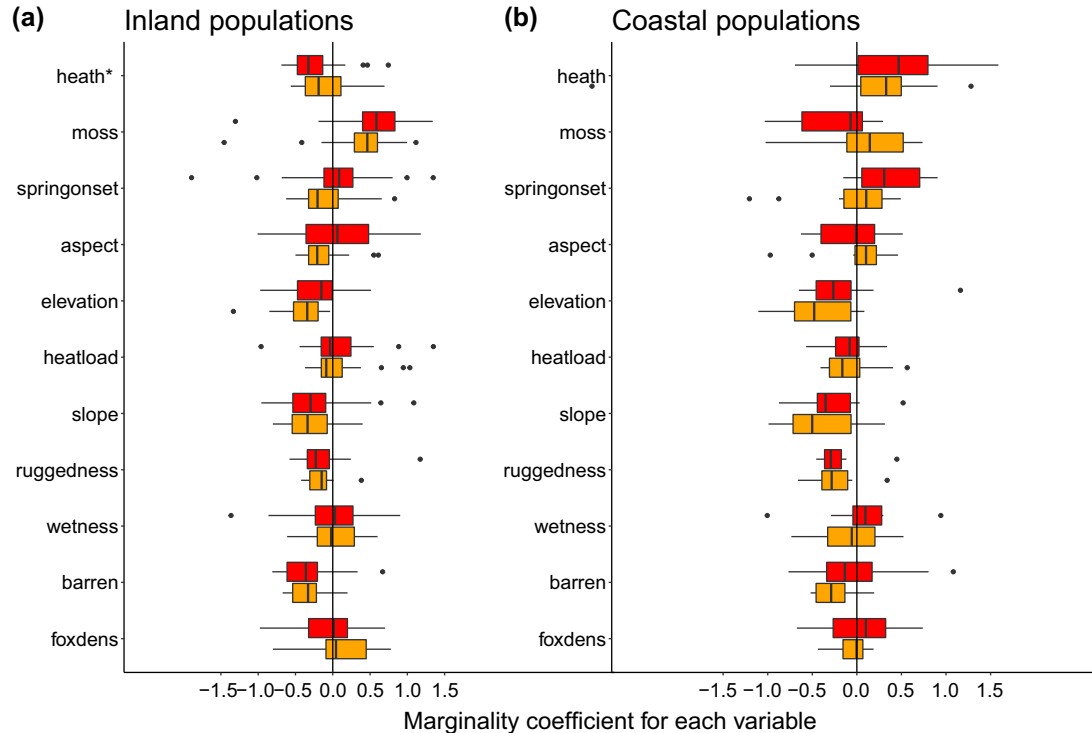 (a) Inland populations
heath*
moss
springonset
aspect
elevation
heatload
slope
ruggedness
wetness
barren
foxdens
−1.5 −1.0 −0.5 0.0 0.5 1.0 1.5
(b) Coastal populations
heath
moss
springonset
aspect
elevation
heatload
slope
ruggedness
wetness
barren
foxdens
−1.5 −1.0 −0.5 0.0 0.5 1.0 1.5
Marginality coefficient for each variable